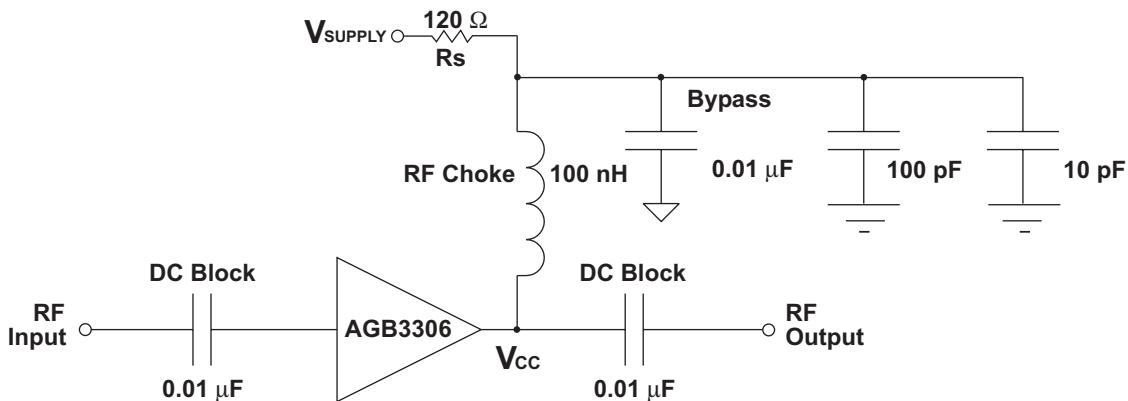 120 Ω
VSUPPLY
Rs
Bypass
RF Choke
100 nH
0.01 μF
100 pF
10 pF
DC Block
DC Block
RF
Input
AGB3306
RF
Output
VCC
0.01 μF
0.01 μF